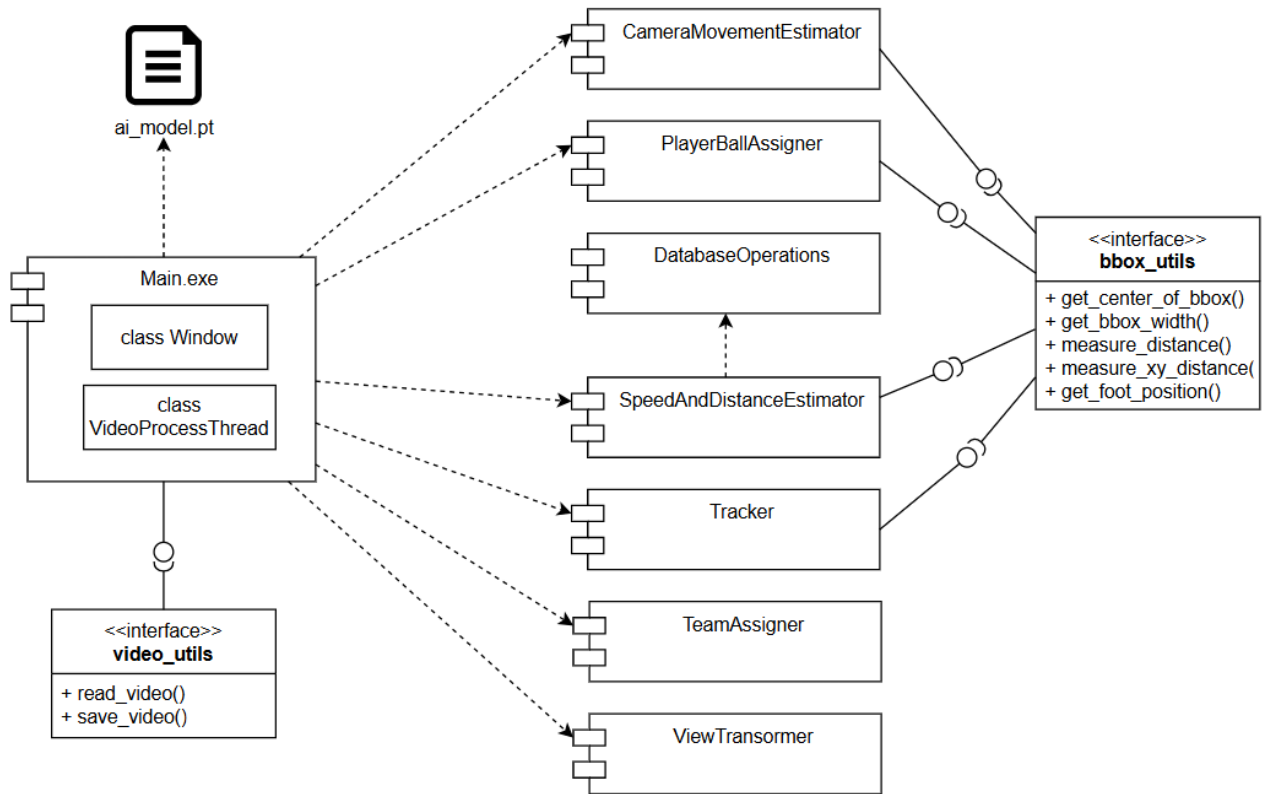 ai_model.pt
Main.exe
class Window
class
VideoProcessThread
<<interface>>
video_utils
+ read_video()
+ save_video()
CameraMovementEstimator
PlayerBallAssigner
DatabaseOperations
SpeedAndDistanceEstimator
Tracker
TeamAssigner
ViewTransormer
<<interface>>
bbox_utils
+ get_center_of_bbox()
+ get_bbox_width()
+ measure_distance()
+ measure_xy_distance(
+ get_foot_position()